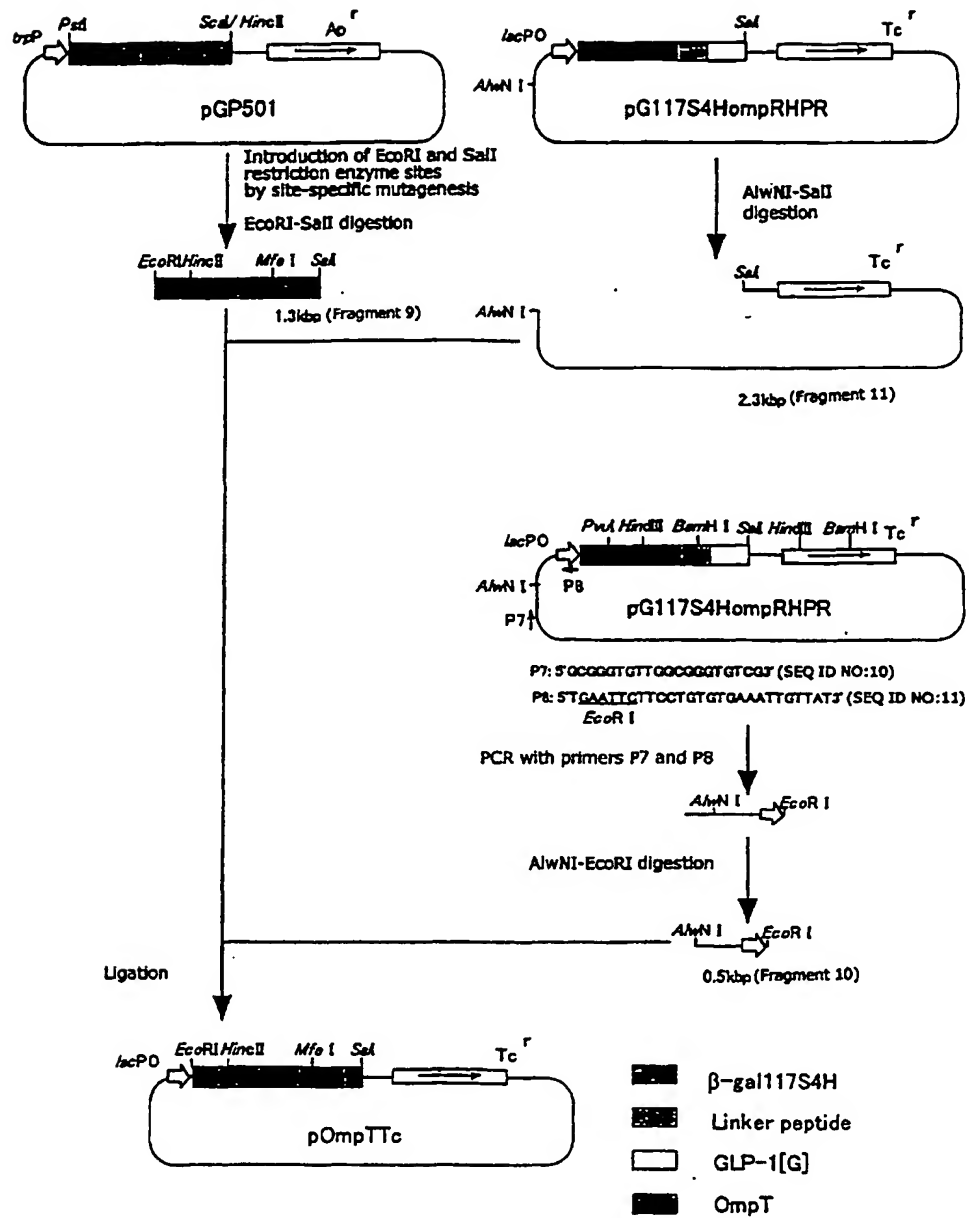 trpP PstI ScaI/HincII Apʳ
pGP501
lacPO SalI Tcʳ
AlwN I
pG117S4HompRHPR
Introduction of EcoRI and SalI
restriction enzyme sites
by site-specific mutagenesis
EcoRI-SalI digestion
AlwNI-SalI
digestion
EcoRI HincII Mfe I SalI
1.3kbp (Fragment 9)
SalI Tcʳ
AlwN I
2.3kbp (Fragment 11)
lacPO PvuI HindIII BamH I SalI HindIII BamH I Tcʳ
AlwN I
P8
P7
pG117S4HompRHPR
P7: 5'GCGGGTGTTGGCGGGTGTCG3' (SEQ ID NO:10)
P8: 5'TGAATTCTTCCTGTGTGAAATTGTTAT3' (SEQ ID NO:11)
EcoR I
PCR with primers P7 and P8
AlwN I EcoR I
AlwNI-EcoRI digestion
AlwN I EcoR I
0.5kbp (Fragment 10)
Ligation
lacPO EcoRI HincII Mfe I SalI Tcʳ
pOmpTTc
β-gal117S4H
Linker peptide
GLP-1[G]
OmpT